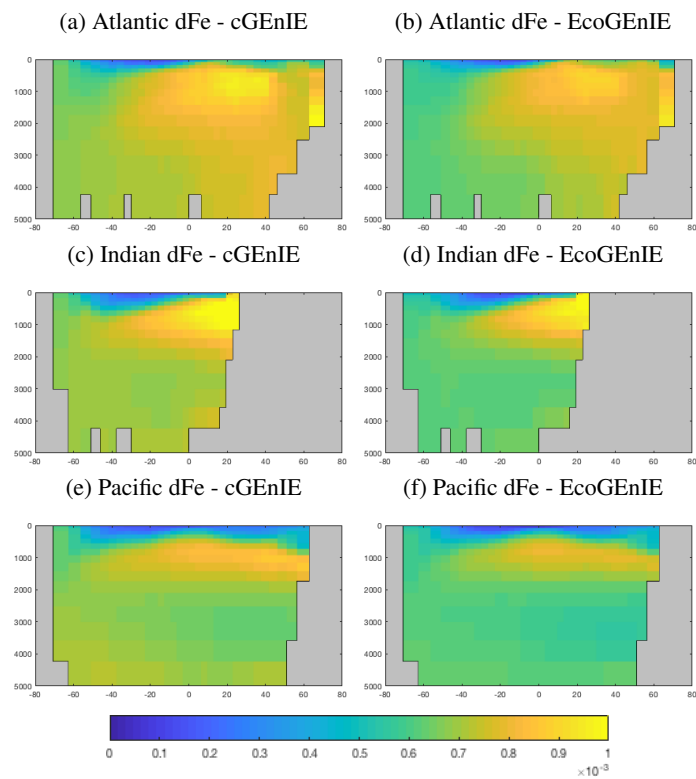 (a) Atlantic dFe - cGEnIE (b) Atlantic dFe - EcoGEnIE
0 0
1000 1000
2000 2000
3000 3000
4000 4000
5000 5000
-80 -60 -40 -20 0 20 40 60 80 -80 -60 -40 -20 0 20 40 60 80
(c) Indian dFe - cGEnIE (d) Indian dFe - EcoGEnIE
0 0
1000 1000
2000 2000
3000 3000
4000 4000
5000 5000
-80 -60 -40 -20 0 20 40 60 80 -80 -60 -40 -20 0 20 40 60 80
(e) Pacific dFe - cGEnIE (f) Pacific dFe - EcoGEnIE
0 0
1000 1000
2000 2000
3000 3000
4000 4000
5000 5000
-80 -60 -40 -20 0 20 40 60 80 -80 -60 -40 -20 0 20 40 60 80
0 0.1 0.2 0.3 0.4 0.5 0.6 0.7 0.8 0.9 1
×10⁻³